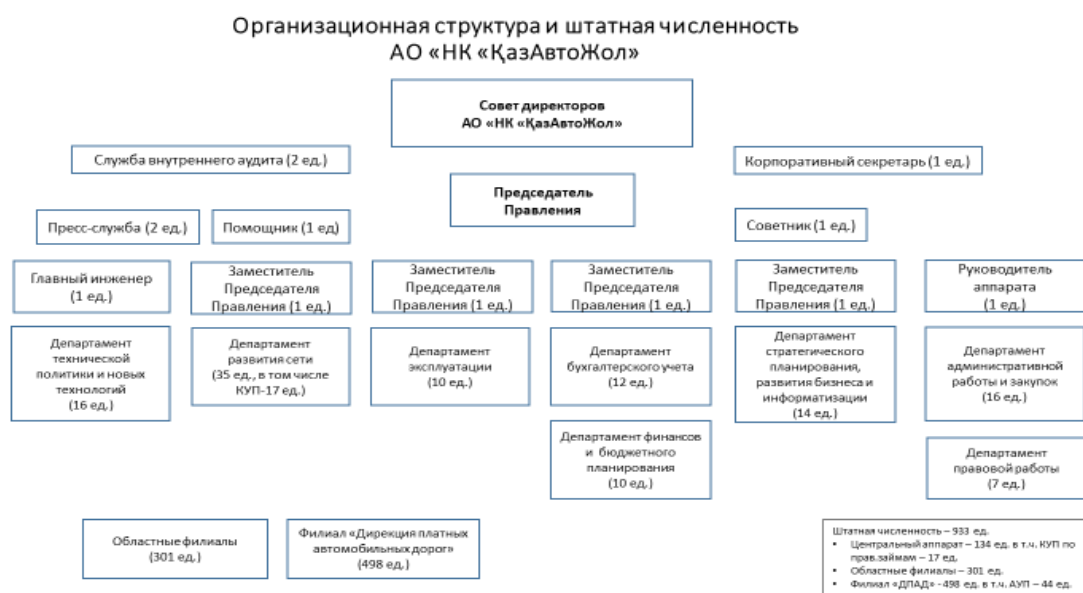 Организационная структура и штатная численность
АО «НК «ҚазАвтоЖол»
Совет директоров
АО «НК «ҚазАвтоЖол»
Служба внутреннего аудита (2 ед.)
Корпоративный секретарь (1 ед.)
Председатель
Правления
Пресс-служба (2 ед.)
Помощник (1 ед)
Советник (1 ед.)
Главный инженер
(1 ед.)
Заместитель
Председателя
Правления (1 ед.)
Заместитель
Председателя
Правления (1 ед.)
Заместитель
Председателя
Правления (1 ед.)
Заместитель
Председателя
Правления (1 ед.)
Руководитель
аппарата
(1 ед.)
Департамент
технической
политики и новых
технологий
(16 ед.)
Департамент
развития сети
(35 ед., в том числе
КУП-17 ед.)
Департамент
эксплуатации
(10 ед.)
Департамент
бухгалтерского учета
(12 ед.)
Департамент
стратегического
планирования,
развития бизнеса и
информатизации
(14 ед.)
Департамент
административной
работы и закупок
(16 ед.)
Департамент финансов
и бюджетного
планирования
(10 ед.)
Департамент
правовой работы
(7 ед.)
Областные филиалы
(301 ед.)
Филиал «Дирекция платных
автомобильных дорог»
(498 ед.)
Штатная численность – 933 ед.
• Центральный аппарат – 134 ед. в т.ч. КУП по
прав.займам – 17 ед.
• Областные филиалы – 301 ед.
• Филиал «ДПАД» - 498 ед. в т.ч. АУП – 44 ед.